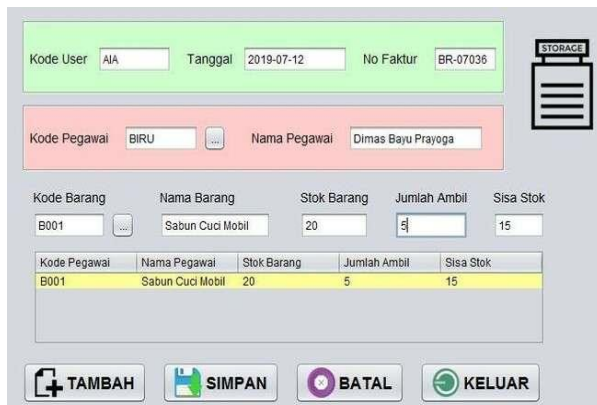 STORAGE
Kode User AIA Tanggal 2019-07-12 No Faktur BR-07036
Kode Pegawai BIRU ... Nama Pegawai Dimas Bayu Prayoga
Kode Barang Nama Barang Stok Barang Jumlah Ambil Sisa Stok
B001 ... Sabun Cuci Mobil 20 5 15
Kode Pegawai Nama Pegawai Stok Barang Jumlah Ambil Sisa Stok
B001 Sabun Cuci Mobil 20 5 15
TAMBAH SIMPAN BATAL KELUAR